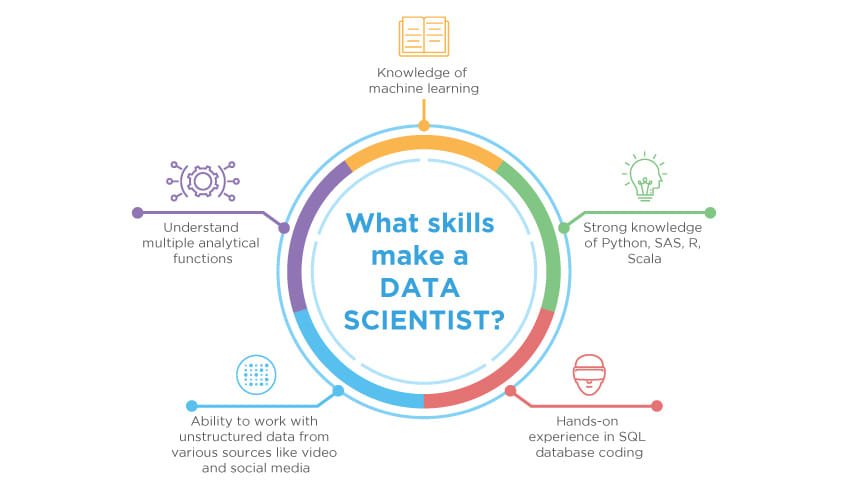 Knowledge of
machine learning
What skills
make a
DATA
SCIENTIST?
Understand
multiple analytical
functions
Strong knowledge
of Python, SAS, R,
Scala
Ability to work with
unstructured data from
various sources like video
and social media
Hands-on
experience in SQL
database coding